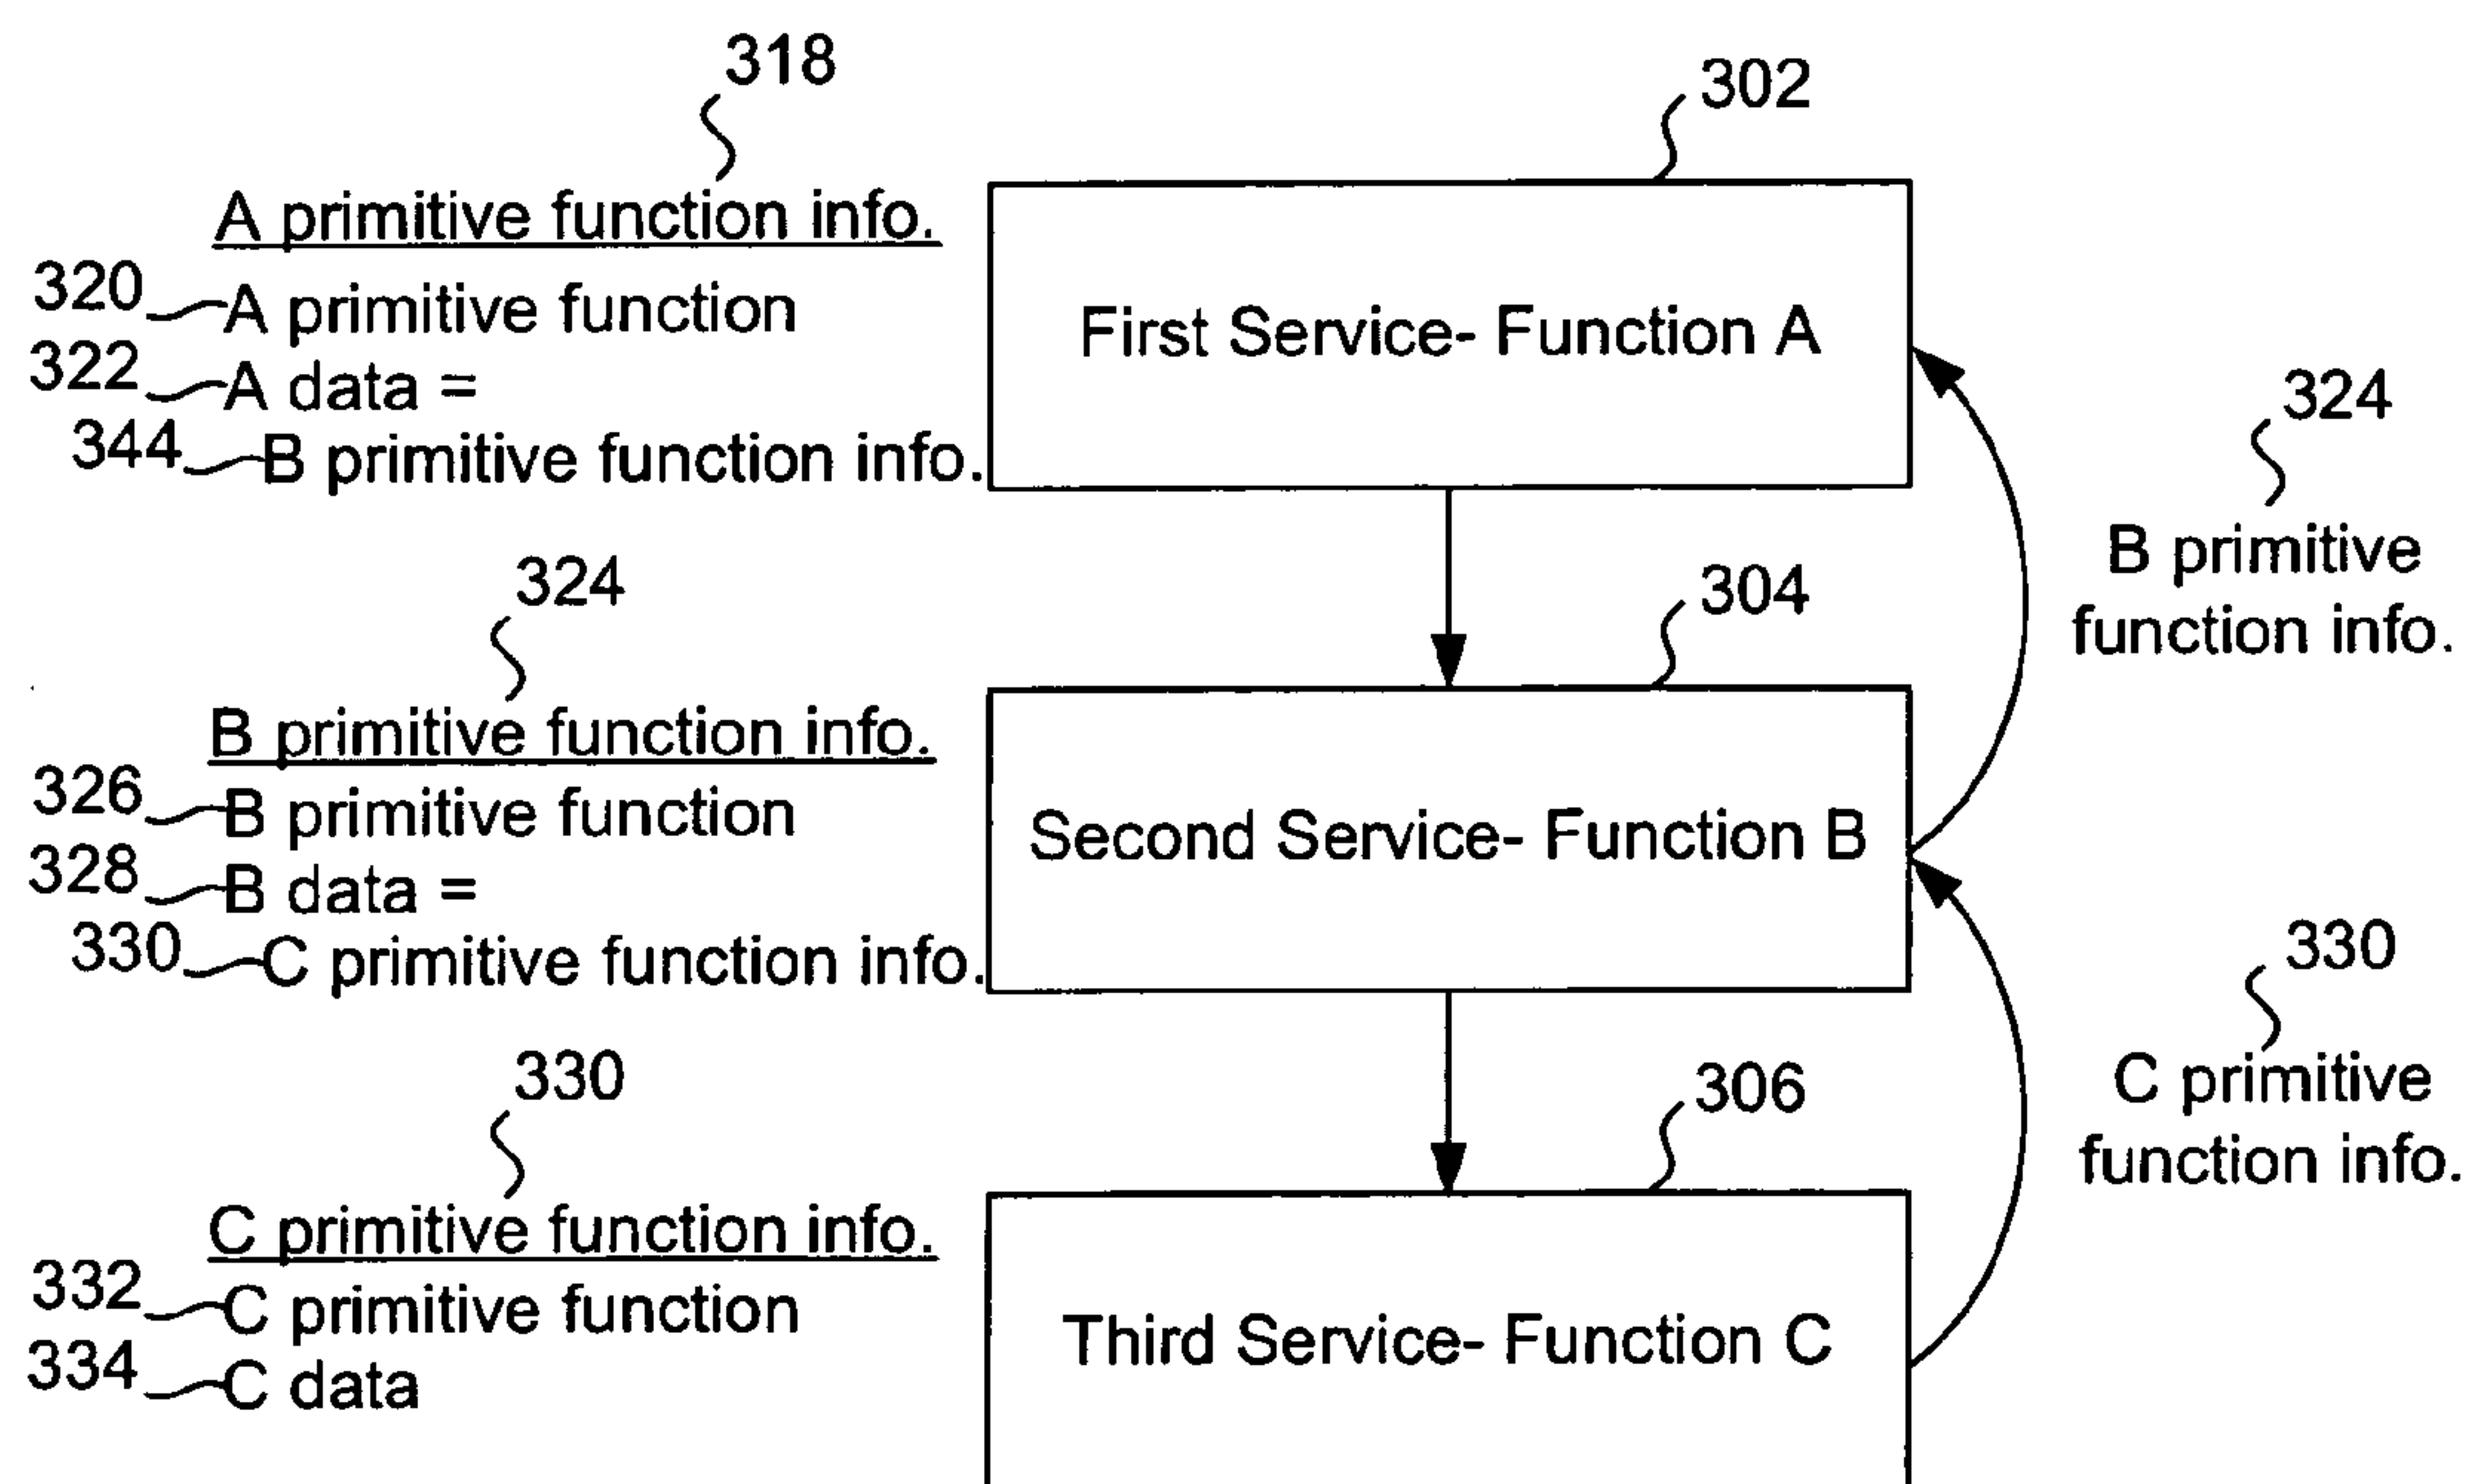 318
302
A primitive function info.
320 A primitive function
322 A data =
344 B primitive function info.
First Service- Function A
324
B primitive
function info.
324
304
B primitive function info.
326 B primitive function
328 B data =
330 C primitive function info.
Second Service- Function B
330
C primitive
function info.
330
306
C primitive function info.
332 C primitive function
334 C data
Third Service- Function C